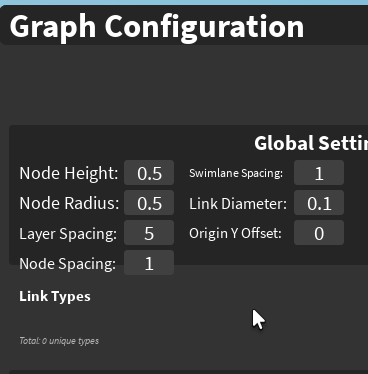 Graph Configuration
Global Setti
Node Height: 0.5 Swimlane Spacing: 1
Node Radius: 0.5 Link Diameter: 0.1
Layer Spacing: 5 Origin Y Offset: 0
Node Spacing: 1
Link Types
Total: 0 unique types